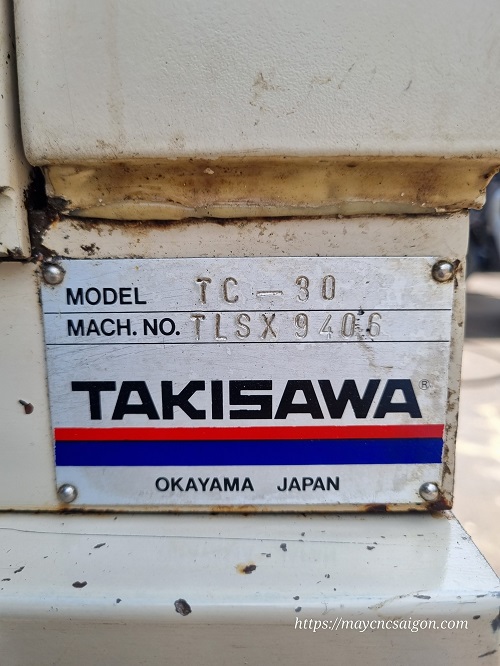 MODEL TC-30
MACH. NO. TLSX 9406
TAKISAWA®
OKAYAMA JAPAN
https://maycncsaigon.com/